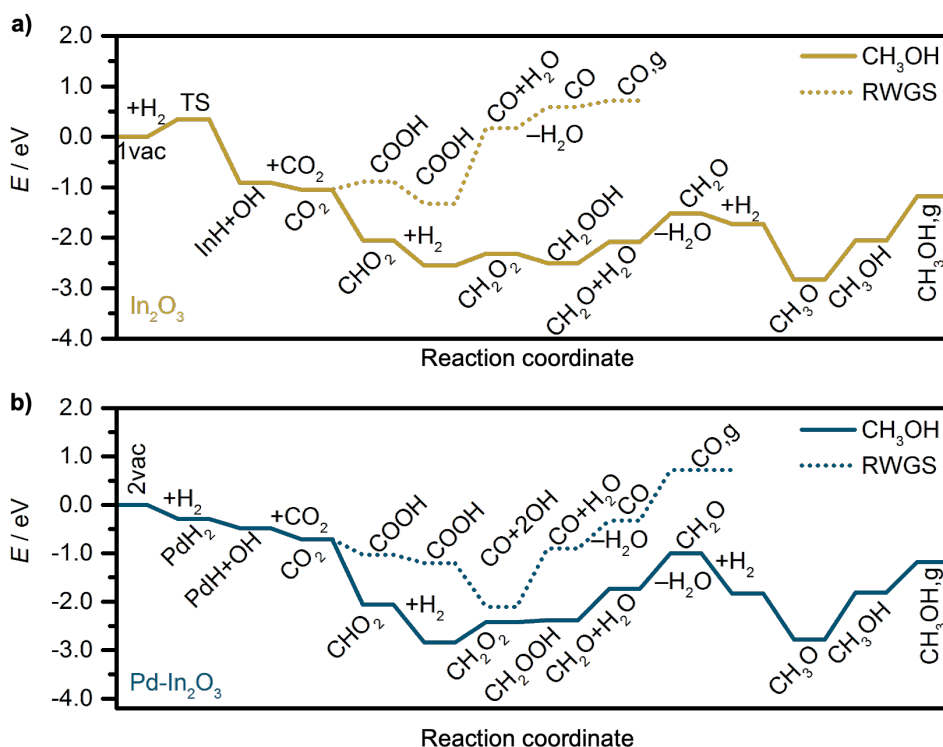 a)
2.0
1.0
0.0
-1.0
-2.0
-3.0
-4.0
E / eV
+H₂
TS
1vac
InH+OH
+CO₂
CO₂
COOH
COOH
CO+H₂O
–H₂O
CO
CO,g
CHO₂
+H₂
CH₂O₂
CH₂OOH
CH₂O+H₂O
–H₂O
CH₂O
+H₂
CH₃O
CH₃OH
CH₃OH,g
CH₃OH
RWGS
In₂O₃
Reaction coordinate
b)
2.0
1.0
0.0
-1.0
-2.0
-3.0
-4.0
E / eV
2vac
+H₂
PdH₂
PdH+OH
+CO₂
CO₂
COOH
COOH
CO+2OH
CO+H₂O
–H₂O
CO
CO,g
CHO₂
+H₂
CH₂O₂
CH₂OOH
CH₂O+H₂O
–H₂O
CH₂O
+H₂
CH₃O
CH₃OH
CH₃OH,g
CH₃OH
RWGS
Pd-In₂O₃
Reaction coordinate